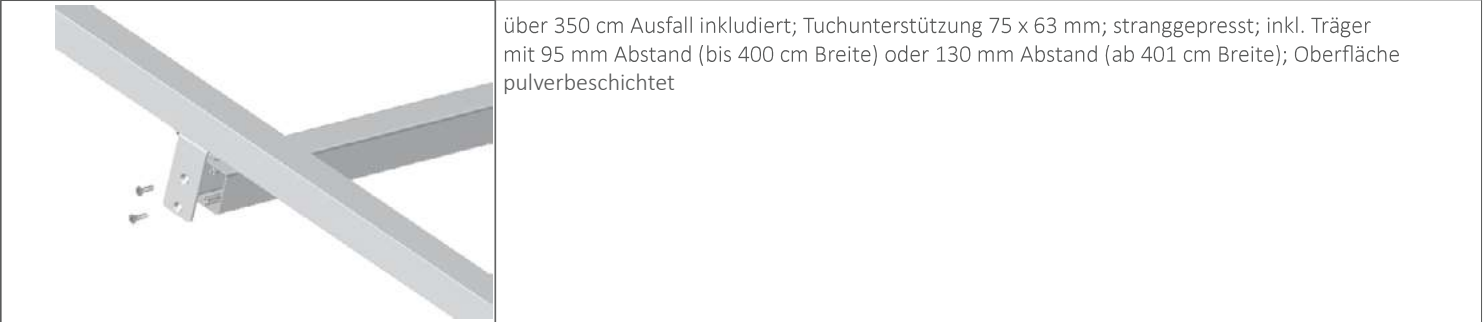 über 350 cm Ausfall inkludiert; Tuchunterstützung 75 x 63 mm; stranggepresst; inkl. Träger
mit 95 mm Abstand (bis 400 cm Breite) oder 130 mm Abstand (ab 401 cm Breite); Oberfläche
pulverbeschichtet